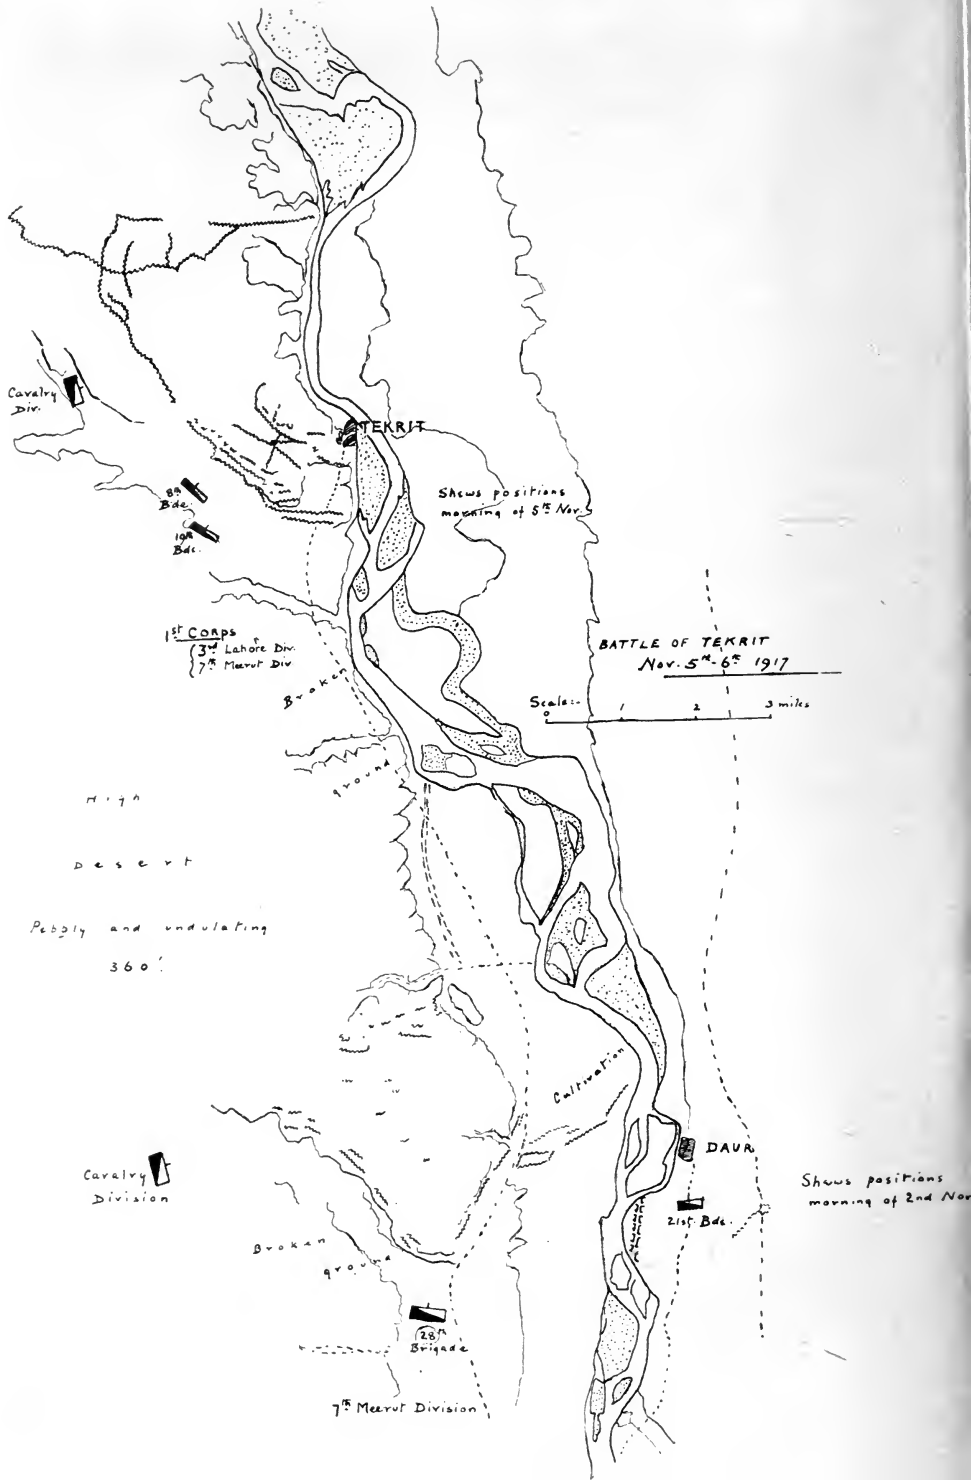 Cavalry
Div.
TEKRIT
8th
Bde.
19th
Bde.
Shews positions
morning of 5th Nov.
1st CORPS
3rd Lahore Div.
7th Meerut Div
Broken
ground
BATTLE OF TEKRIT
Nov. 5th-6th 1917
Scale:-
0 1 2 3 miles
High
Desert
Pebbly and undulating
360'.
Cultivation
DAUR
Cavalry
Division
Shews positions
morning of 2nd Nov
21st. Bde.
Broken
ground
28th
Brigade
7th Meerut Division